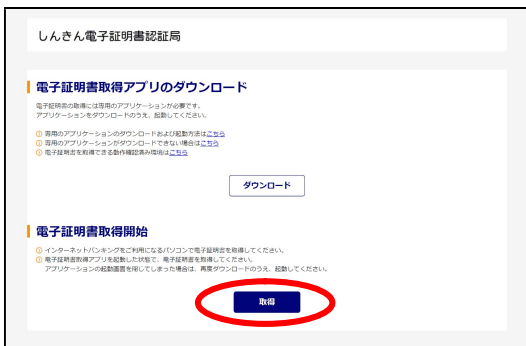 しんきん電子証明書認証局
電子証明書取得アプリのダウンロード
電子証明書の取得には専用のアプリケーションが必要です。
アプリケーションをダウンロードのうえ、起動してください。
専用のアプリケーションのダウンロードおよび起動方法はこちら
専用のアプリケーションがダウンロードできない場合はこちら
電子証明書を取得できる動作確認済み環境はこちら
ダウンロード
電子証明書取得開始
インターネットバンキングをご利用になるパソコンで電子証明書を取得してください。
電子証明書取得アプリを起動した状態で、電子証明書を取得してください。
アプリケーションの起動画面を閉じてしまった場合は、再度ダウンロードのうえ、起動してください。
取得